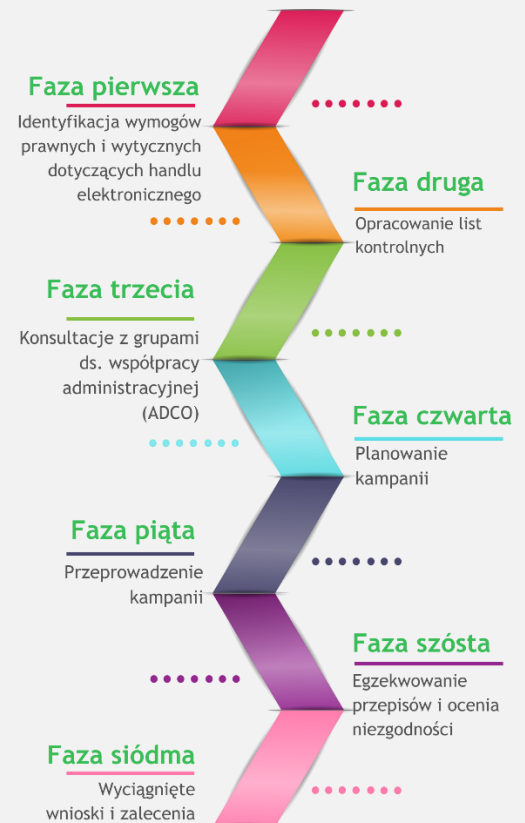 Faza pierwsza
Identyfikacja wymogów
prawnych i wytycznych
dotyczących handlu
elektronicznego
Faza druga
Opracowanie list
kontrolnych
Faza trzecia
Konsultacje z grupami
ds. współpracy
administracyjnej
(ADCO)
Faza czwarta
Planowanie
kampanii
Faza piąta
Przeprowadzenie
kampanii
Faza szósta
Egzekwowanie
przepisów i ocenia
niezgodności
Faza siódma
Wyciągnięte
wnioski i zalecenia